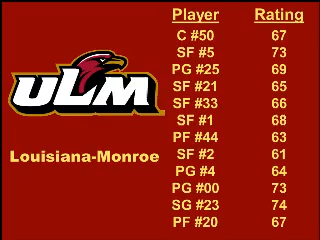 Player Rating
C #50 67
SF #5 73
PG #25 69
SF #21 65
SF #33 66
SF #1 68
PF #44 63
SF #2 61
PG #4 64
PG #00 73
SG #23 74
PF #20 67
ULM
Louisiana-Monroe